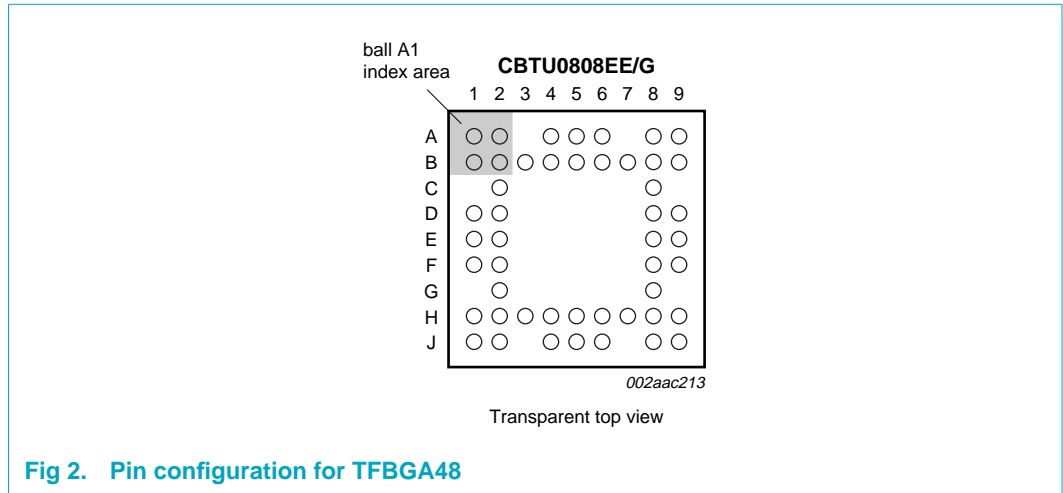 ball A1
index area
CBTU0808EE/G
1 2 3 4 5 6 7 8 9
A
B
C
D
E
F
G
H
J
002aac213
Transparent top view
Fig 2. Pin configuration for TFBGA48